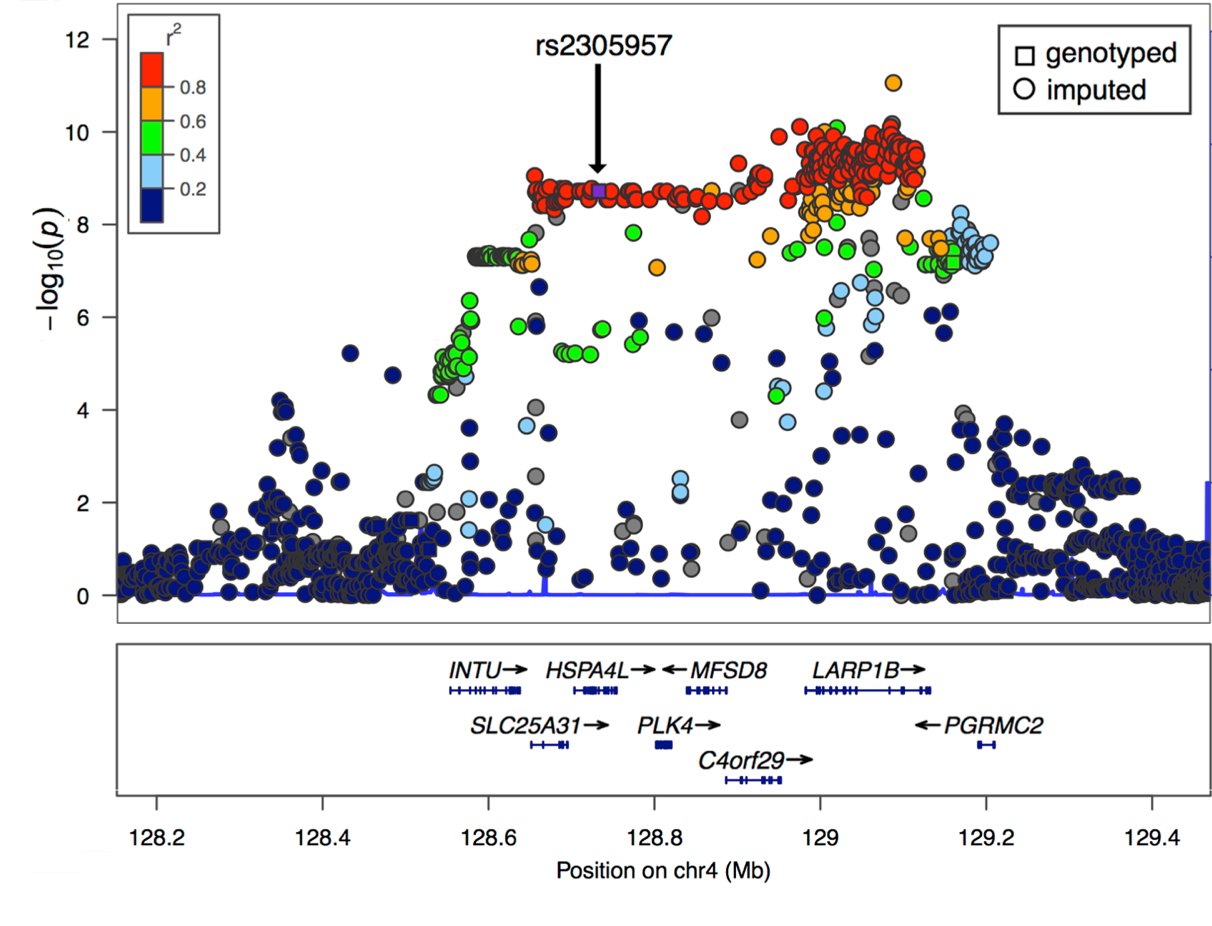 r²
0.8
0.6
0.4
0.2
rs2305957
genotyped
imputed
12
10
8
6
4
2
0
−log10(p)
INTU HSPA4L MFSD8 LARP1B
SLC25A31 PLK4 PGRMC2
C4orf29
128.2 128.4 128.6 128.8 129 129.2 129.4
Position on chr4 (Mb)